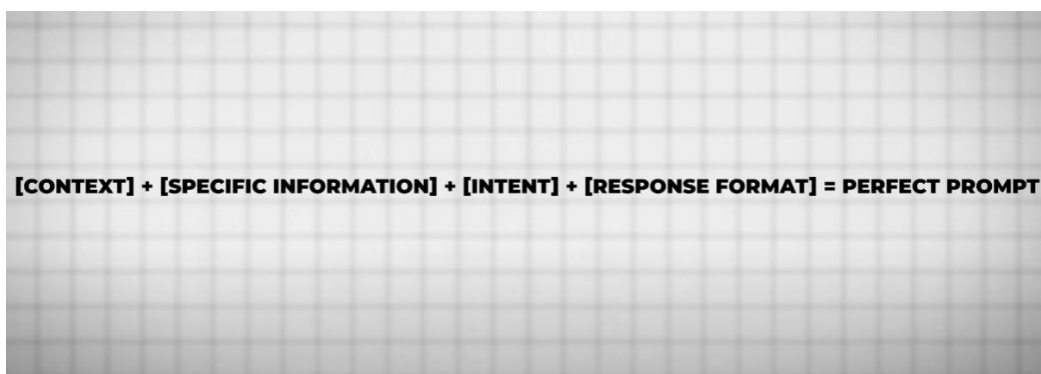 [CONTEXT] + [SPECIFIC INFORMATION] + [INTENT] + [RESPONSE FORMAT] = PERFECT PROMPT